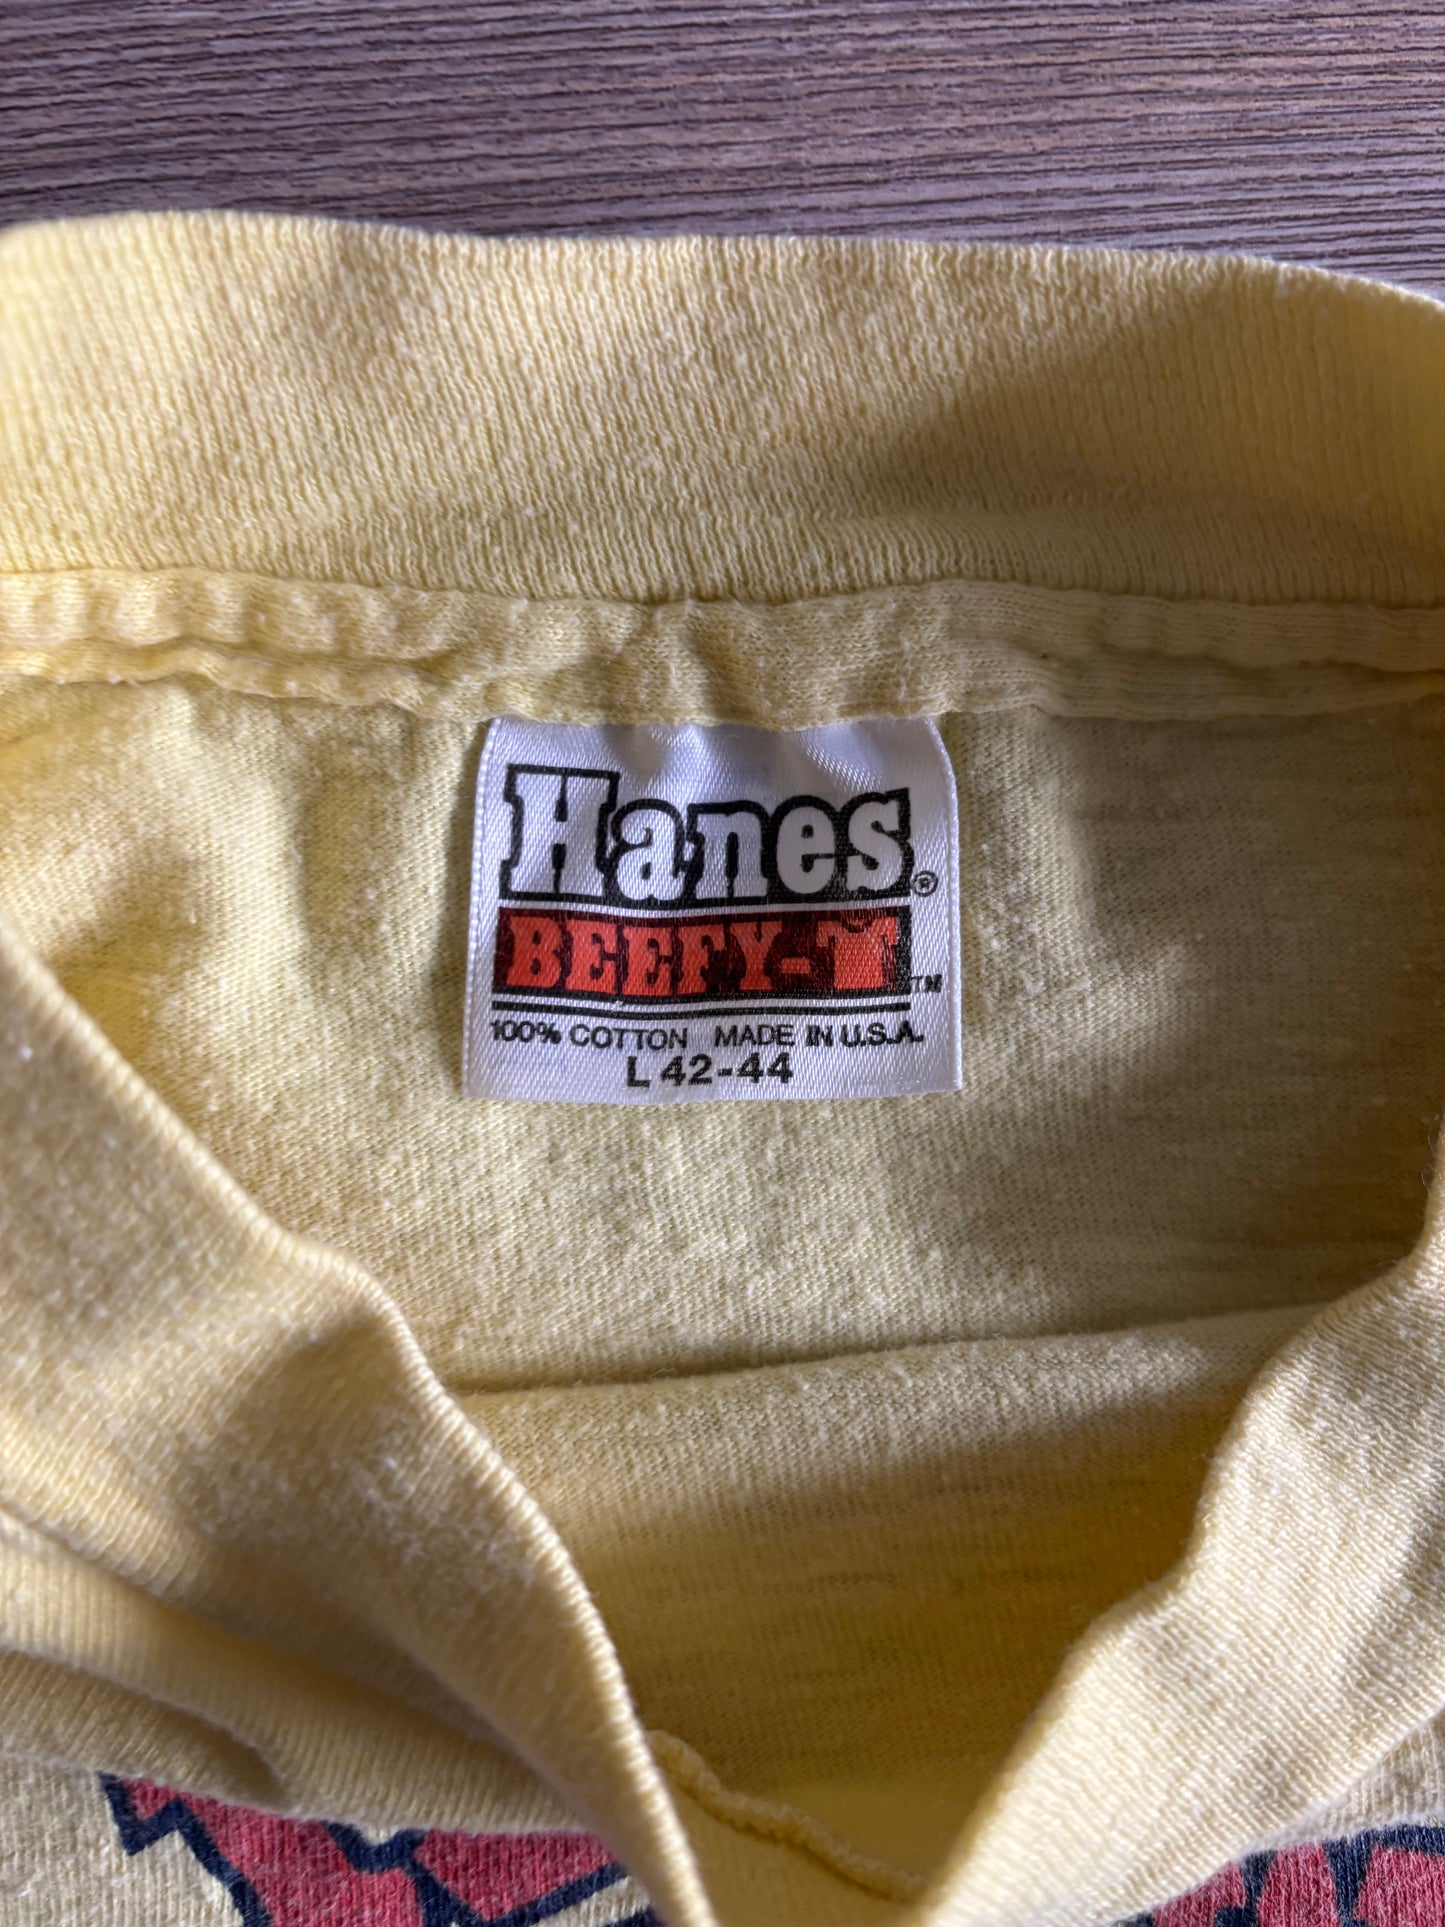 Hanes®
BEEFY-T™
100% COTTON MADE IN U.S.A.
L 42-44